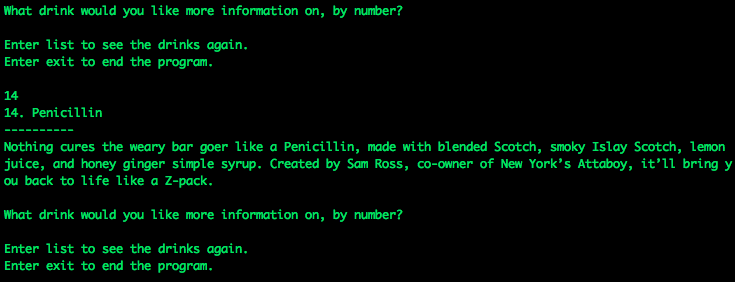 What drink would you like more information on, by number?
Enter list to see the drinks again.
Enter exit to end the program.
14
14. Penicillin
----------
Nothing cures the weary bar goer like a Penicillin, made with blended Scotch, smoky Islay Scotch, lemon
juice, and honey ginger simple syrup. Created by Sam Ross, co-owner of New York’s Attaboy, it’ll bring y
ou back to life like a Z-pack.
What drink would you like more information on, by number?
Enter list to see the drinks again.
Enter exit to end the program.